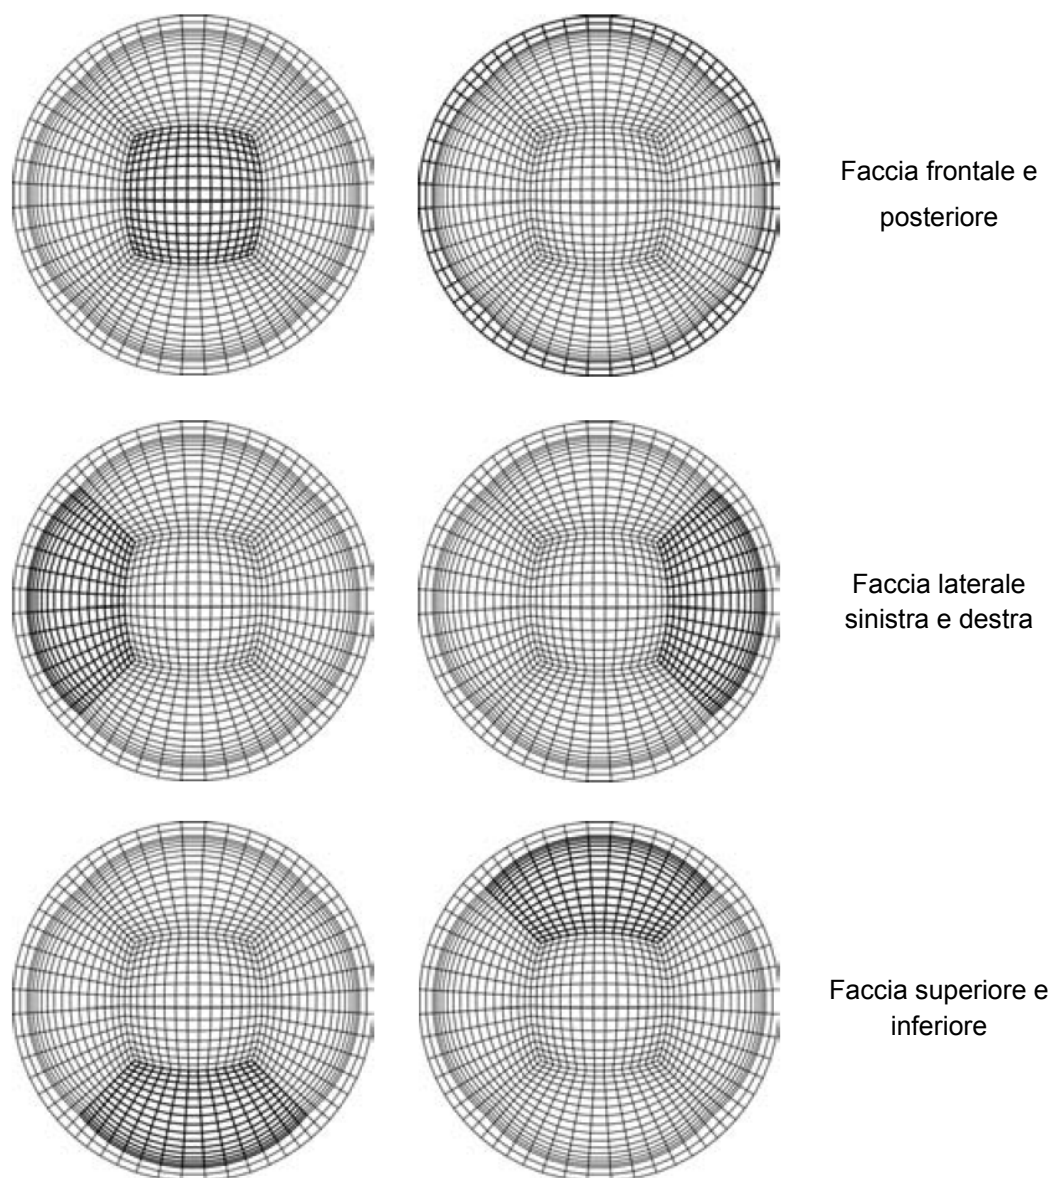 Faccia frontale e
posteriore
Faccia laterale
sinistra e destra
Faccia superiore e
inferiore